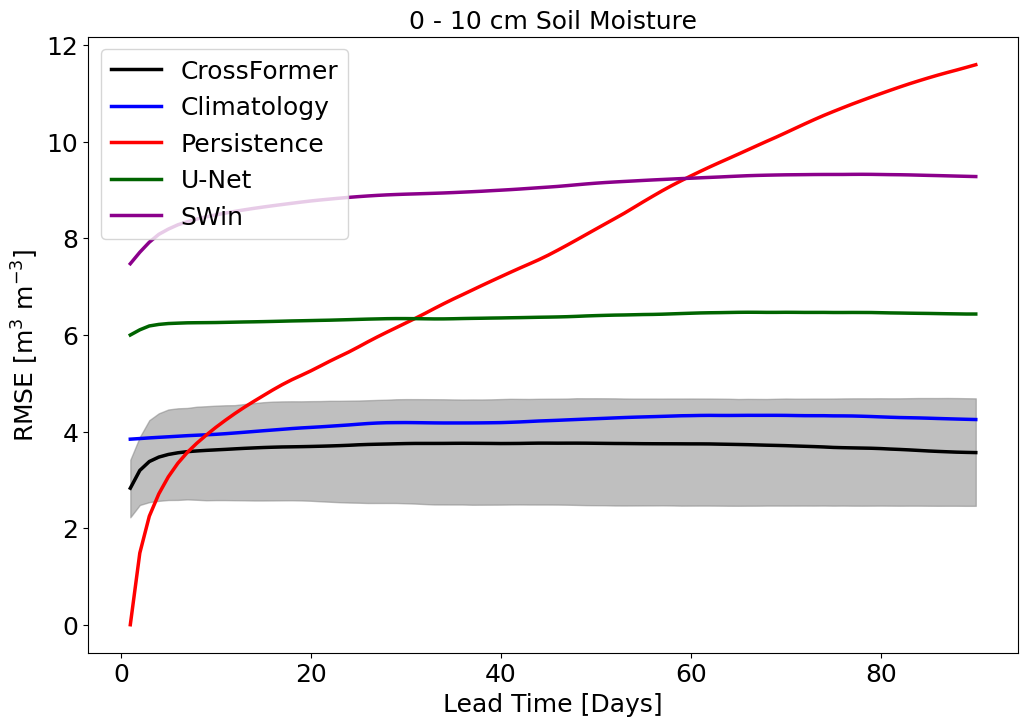 0 - 10 cm Soil Moisture
12
10
8
6
4
2
0
RMSE [m³ m⁻³]
CrossFormer
Climatology
Persistence
U-Net
SWin
0 20 40 60 80
Lead Time [Days]